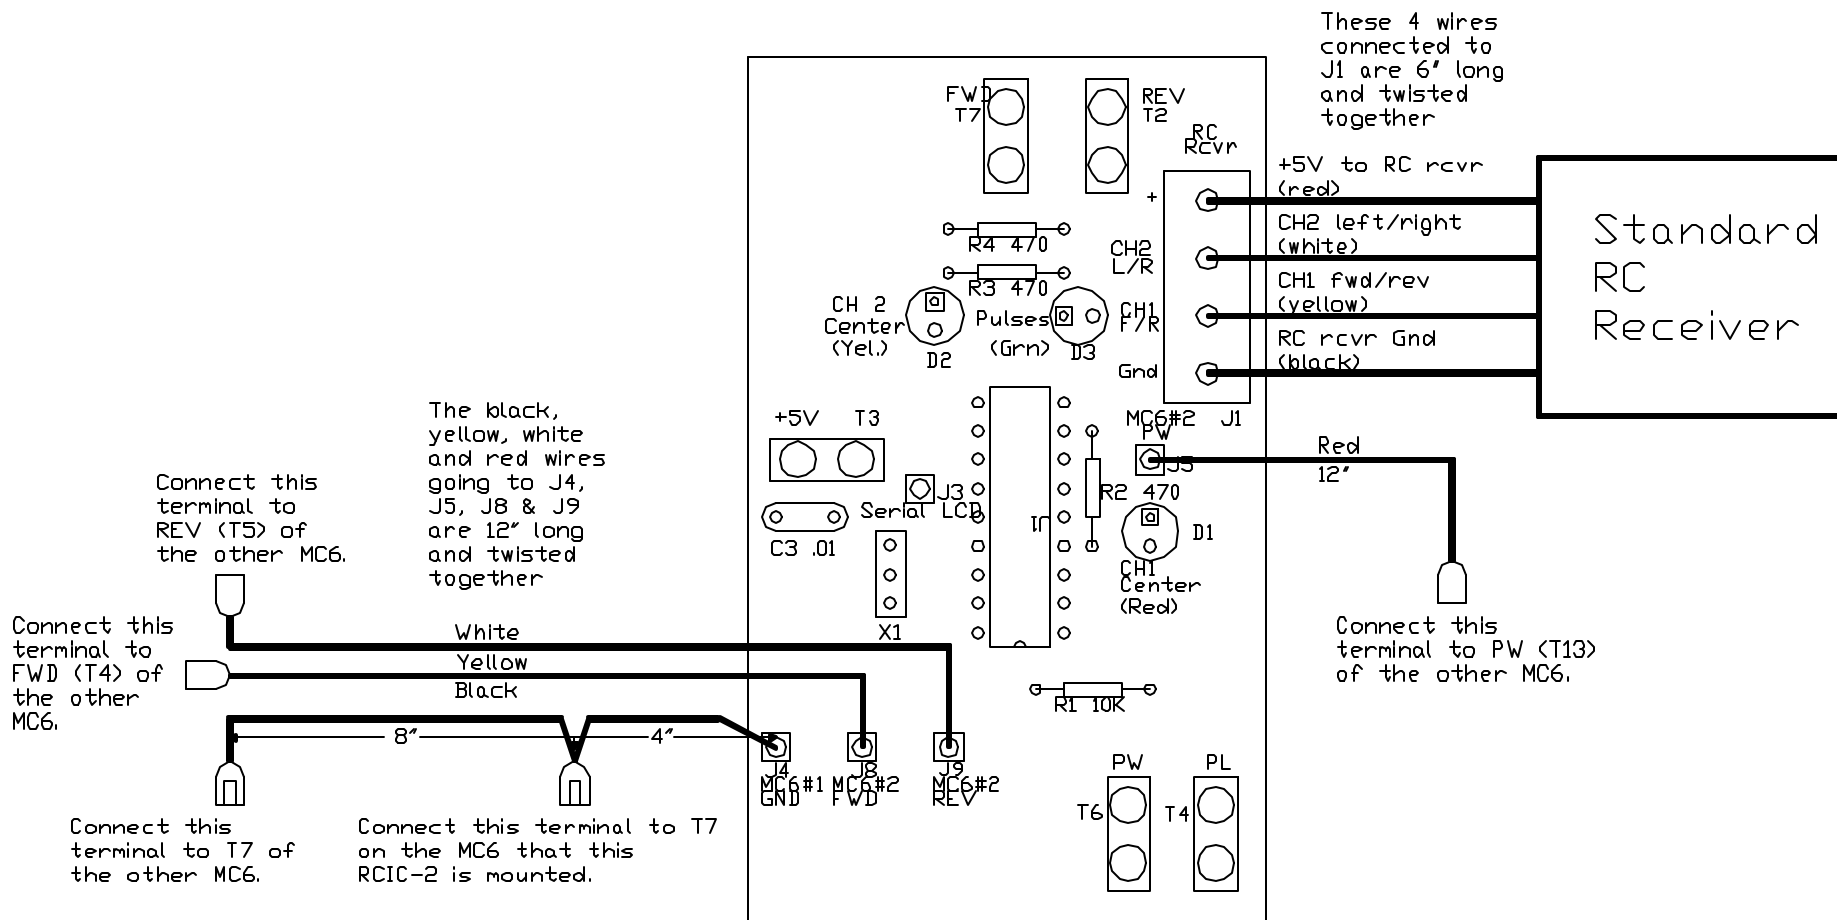 These 4 wires
connected to
J1 are 6" long
and twisted
together
FWD
T7
REV
T2
RC
Rcvr
+5V to RC rcvr
(red)
+
CH2 left/right
(white)
CH2
L/R
CH1 fwd/rev
(yellow)
CH1
F/R
RC rcvr Gnd
(black)
Gnd
Standard
RC
Receiver
R4 470
R3 470
CH 2
Center
(Yel.)
D2
Pulses
(Grn)
D3
MC6#2
PW
J1
J5
Red
12"
+5V T3
J3
Serial LCD
C3 .01
X1
U1
R2 470
D1
CH1
Center
(Red)
The black,
yellow, white
and red wires
going to J4,
J5, J8 & J9
are 12" long
and twisted
together
Connect this
terminal to
REV (T5) of
the other MC6.
Connect this
terminal to
FWD (T4) of
the other
MC6.
White
Yellow
Black
8"
4"
Connect this
terminal to PW (T13)
of the other MC6.
R1 10K
J4
MC6#1
GND
J8
MC6#2
FWD
J9
MC6#2
REV
PW
T6
PL
T4
Connect this
terminal to T7 of
the other MC6.
Connect this terminal to T7
on the MC6 that this
RCIC-2 is mounted.